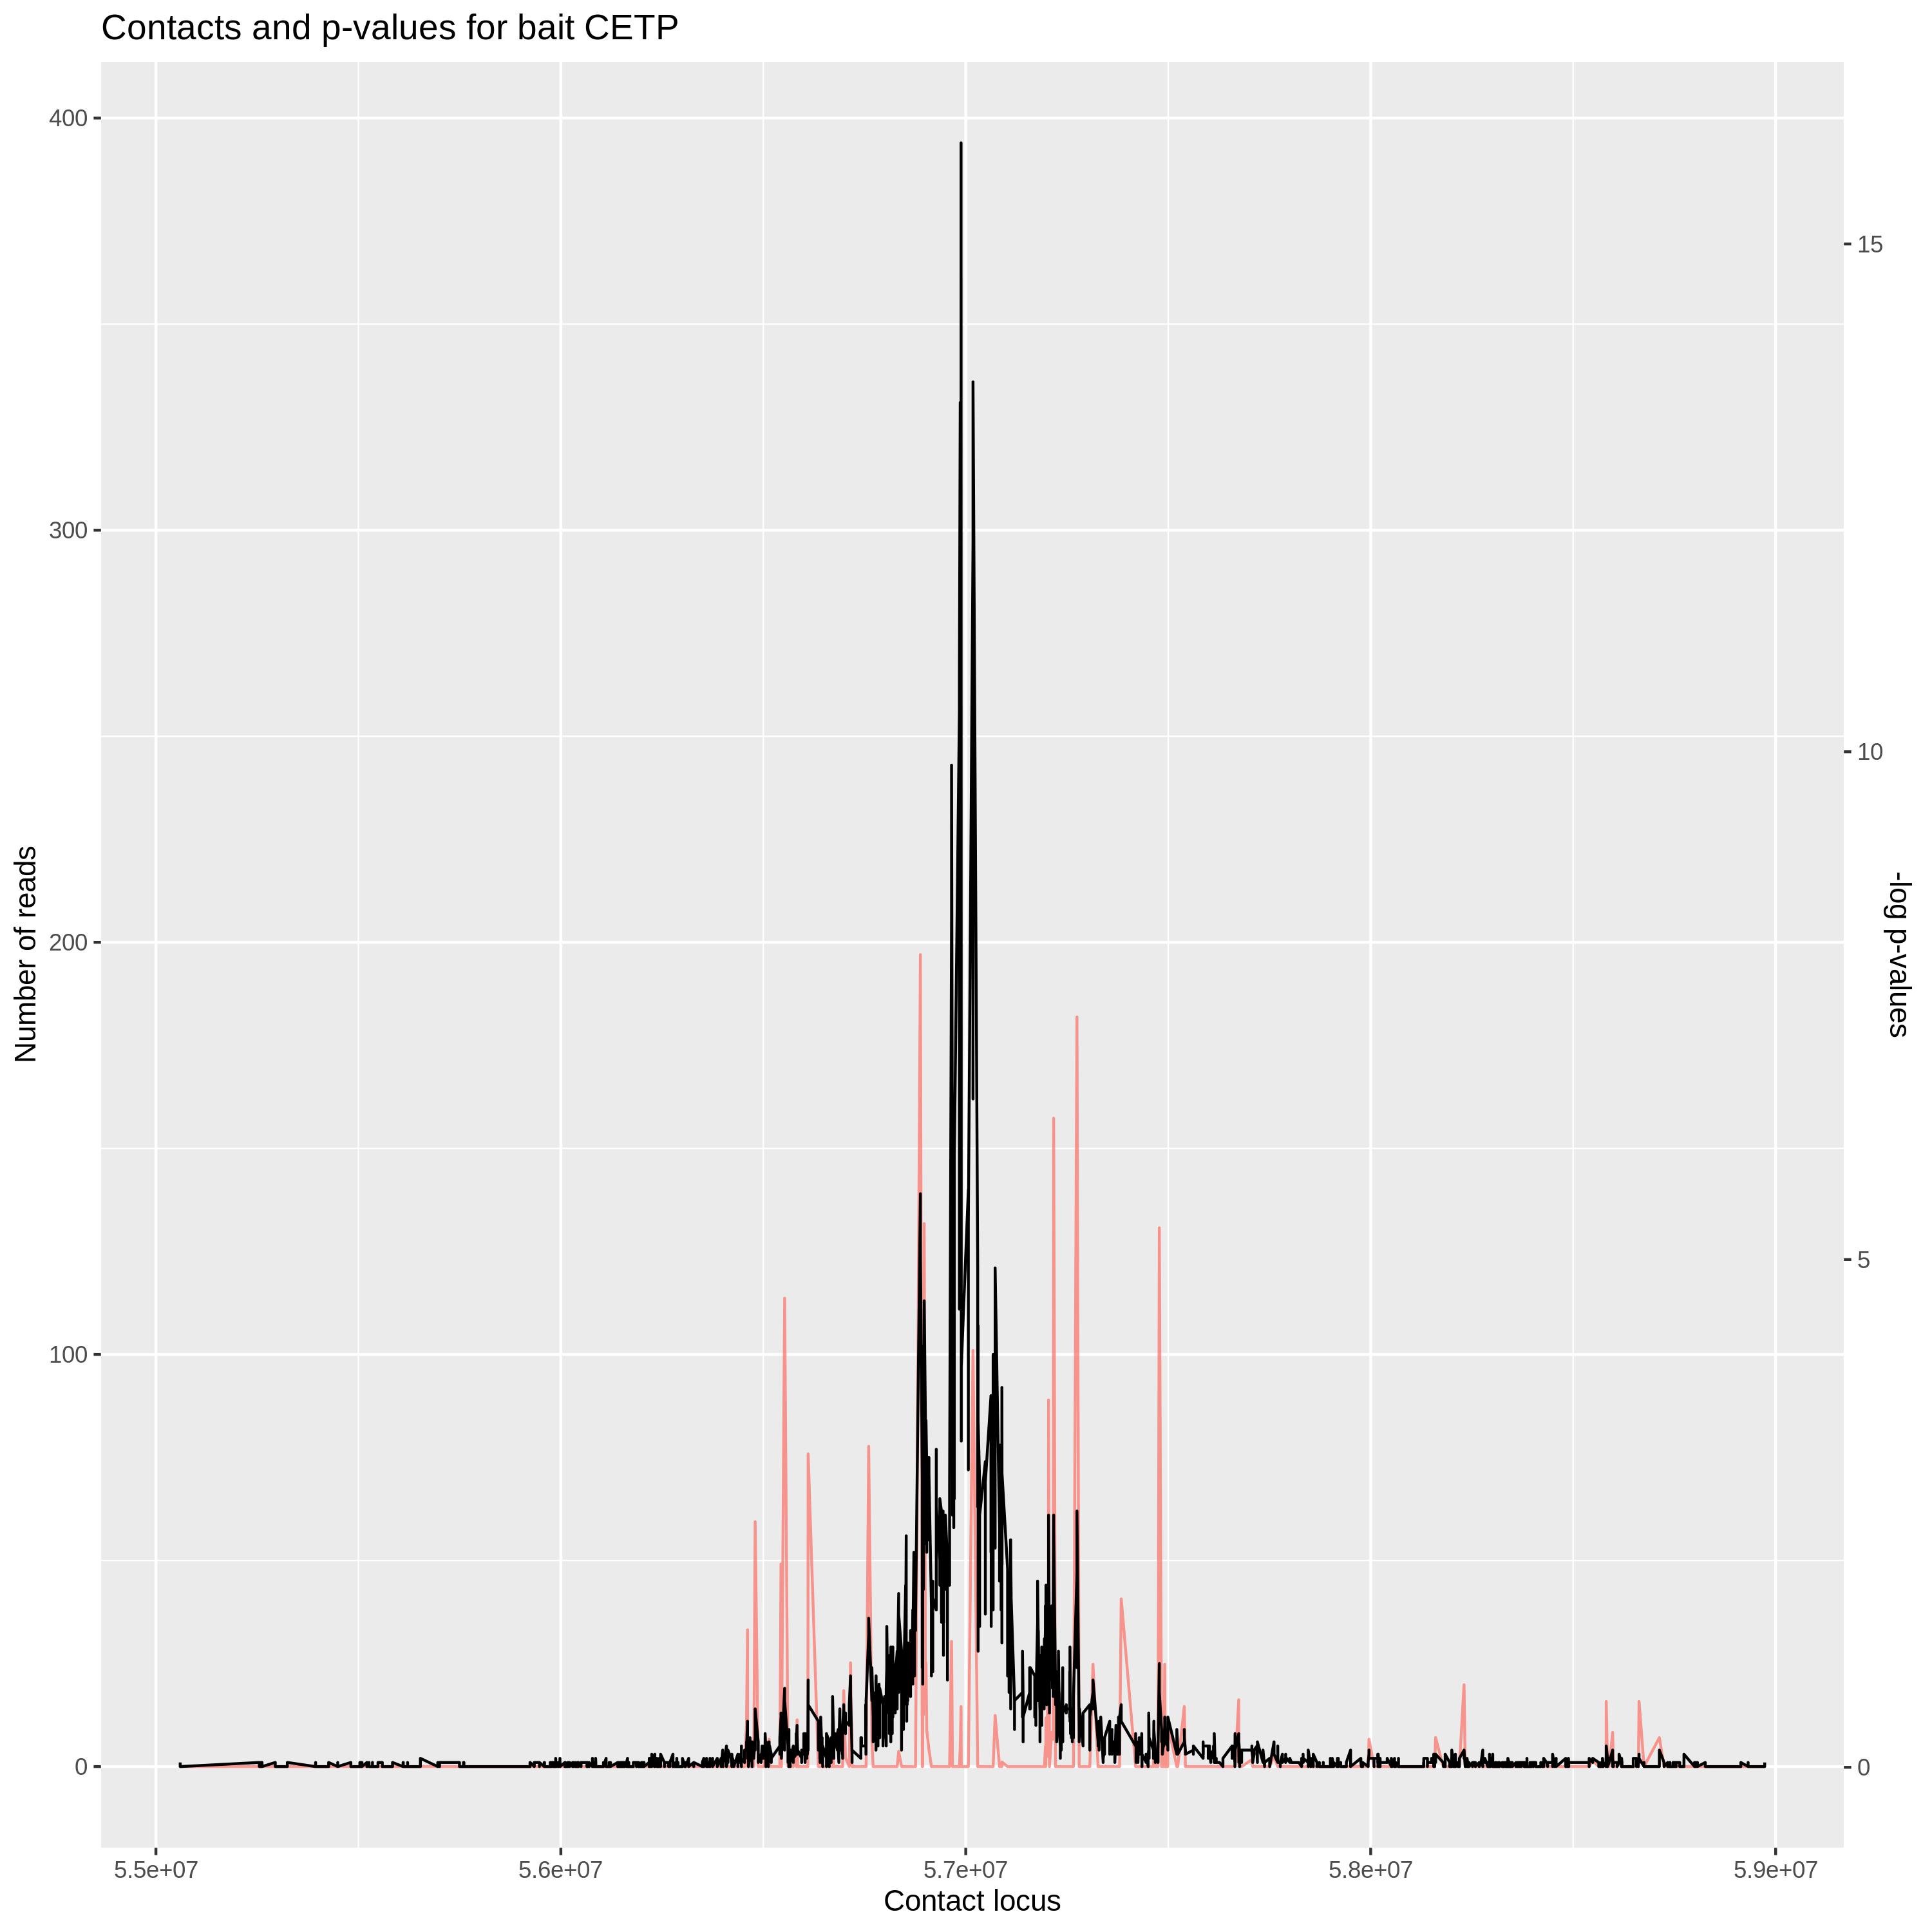 Contacts and p-values for bait CETP
400
300
200
100
0
Number of reads
15
10
5
0
-log p-values
5.5e+07
5.6e+07
5.7e+07
5.8e+07
5.9e+07
Contact locus